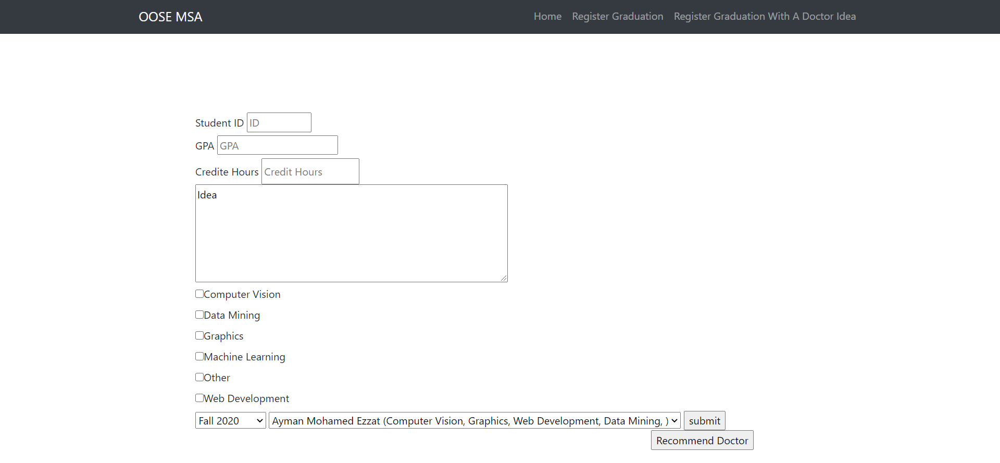 OOSE MSA Home Register Graduation Register Graduation With A Doctor Idea
Student ID ID
GPA GPA
Credite Hours Credit Hours
Idea
Computer Vision
Data Mining
Graphics
Machine Learning
Other
Web Development
Fall 2020 Ayman Mohamed Ezzat (Computer Vision, Graphics, Web Development, Data Mining, ) submit
Recommend Doctor